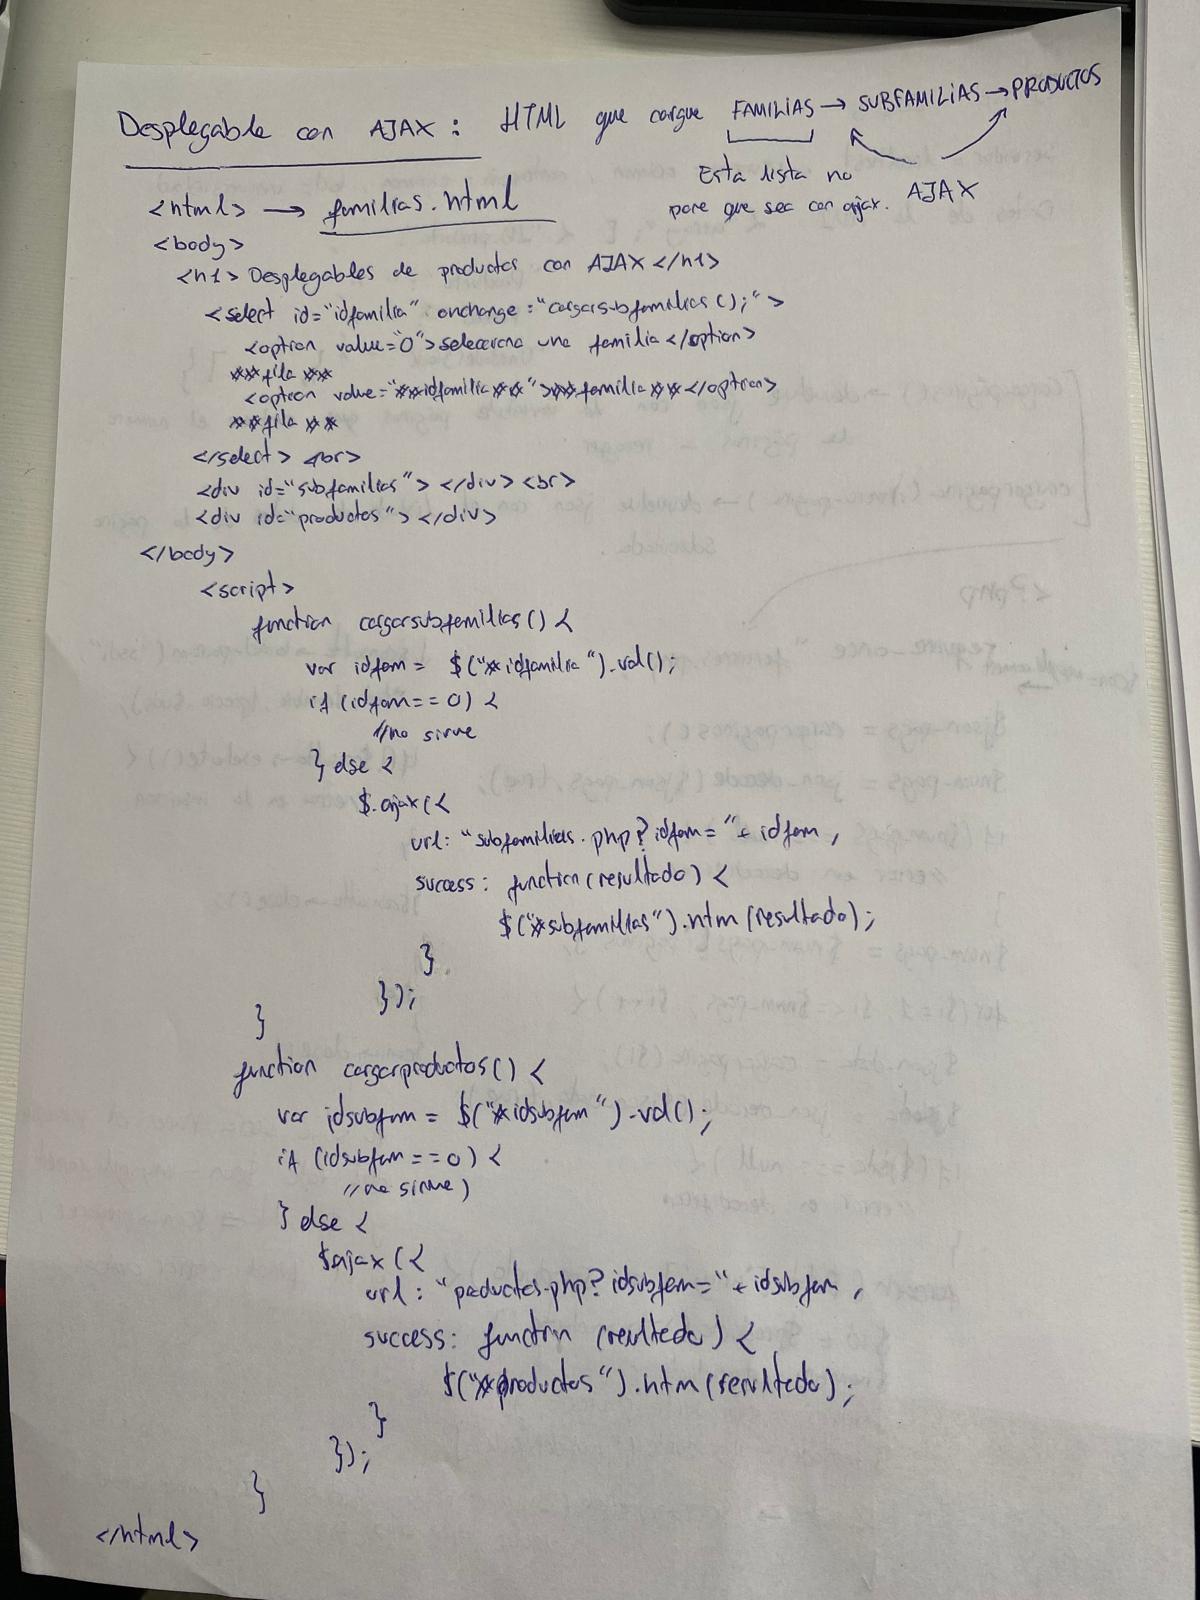 Desplegable con AJAX : HTML que cargue FAMILIAS → SUBFAMILIAS → PRODUCTOS
Esta lista no
pare que sea con ajax. AJAX
<html> → familias.html
<body>
<h1> Desplegables de productos con AJAX </h1>
<select id="idfamilia" onchange:"cargarsubfamilias();">
<option value="0">selecciona una familia</option>
##fila##
<option value="##idfamilia##">##familia##</option>
##fila##
</select> <br>
<div id="subfamilias"> </div> <br>
<div id="productos"> </div>
</body>
<script>
function cargarsubfamilias() {
var idfam = $("#idfamilia").val();
if (idfam == 0) {
//no sirve
} else {
$.ajax({
url: "subfamilias.php?idfam=" + idfam ,
success: function(resultado) {
$("#subfamilias").htm(resultado);
}
});
}
function cargarproductos() {
var idsubfam = $("#idsubfam").val();
if (idsubfam == 0) {
//no sirve)
} else {
$ajax({
url: "poductos.php?idsubfam=" + idsubfam ,
success: function (resultado) {
$("#productos").htm(resultado);
}
});
}
</html>